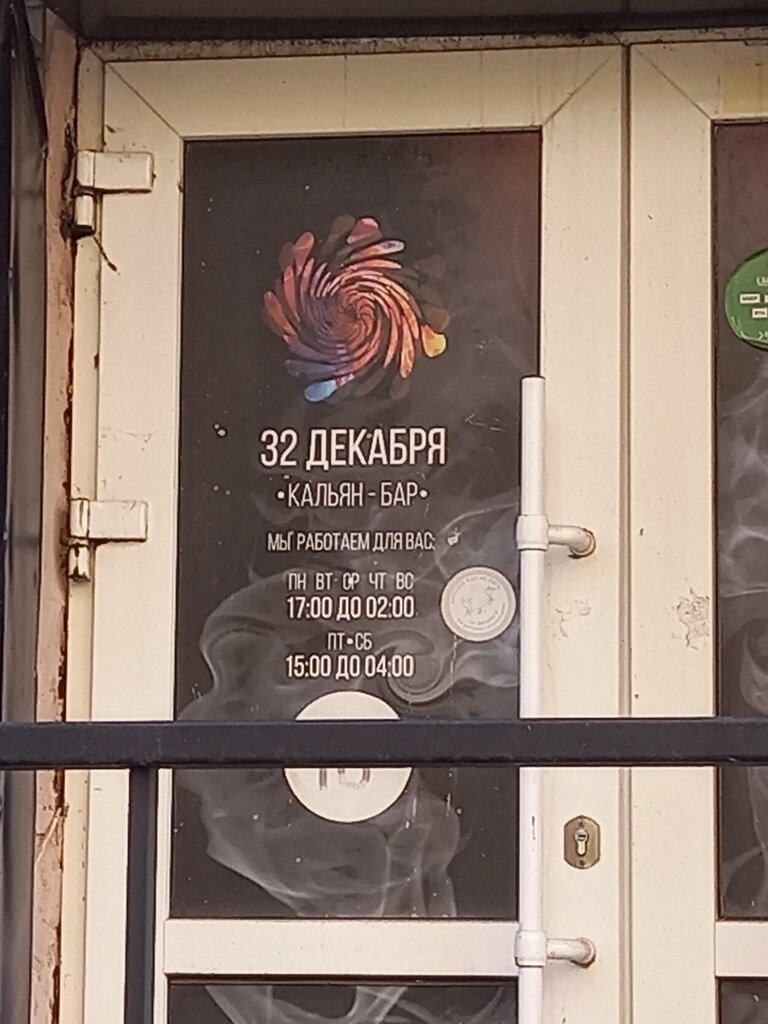 32 ДЕКАБРЯ
•КАЛЬЯН - БАР•
МЫ РАБОТАЕМ ДЛЯ ВАС:
ПН ВТ СР ЧТ ВС
17:00 ДО 02:00
ПТ•СБ
15:00 ДО 04:00